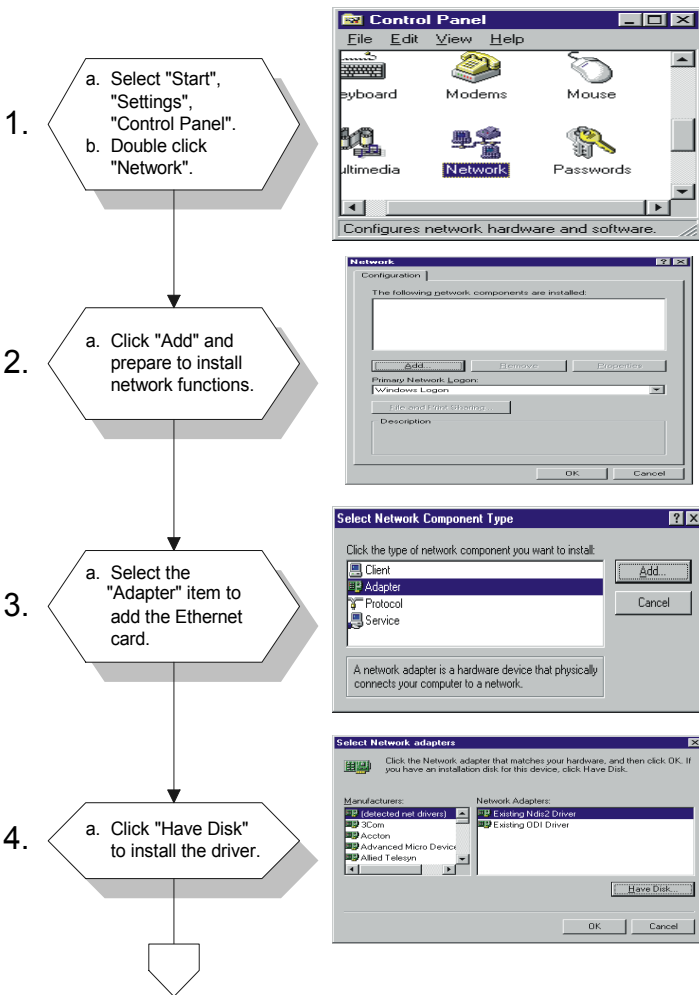 1.
a. Select "Start",
"Settings",
"Control Panel".
b. Double click
"Network".
Control Panel
File Edit View Help
eyboard Modems Mouse
ultimedia Network Passwords
Configures network hardware and software.
2.
a. Click "Add" and
prepare to install
network functions.
Network
Configuration
The following network components are installed:
Add... Remove Properties
Primary Network Logon:
Windows Logon
File and Print Sharing...
Description
OK Cancel
3.
a. Select the
"Adapter" item to
add the Ethernet
card.
Select Network Component Type
Click the type of network component you want to install:
Client
Adapter
Protocol
Service
Add...
Cancel
A network adapter is a hardware device that physically
connects your computer to a network.
4.
a. Click "Have Disk"
to install the driver.
Select Network adapters
Click the Network adapter that matches your hardware, and then click OK. If
you have an installation disk for this device, click Have Disk.
Manufacturers: Network Adapters:
(detected net drivers) Existing Ndis2 Driver
3Com Existing ODI Driver
Accton
Advanced Micro Device
Allied Telesyn
Have Disk...
OK Cancel